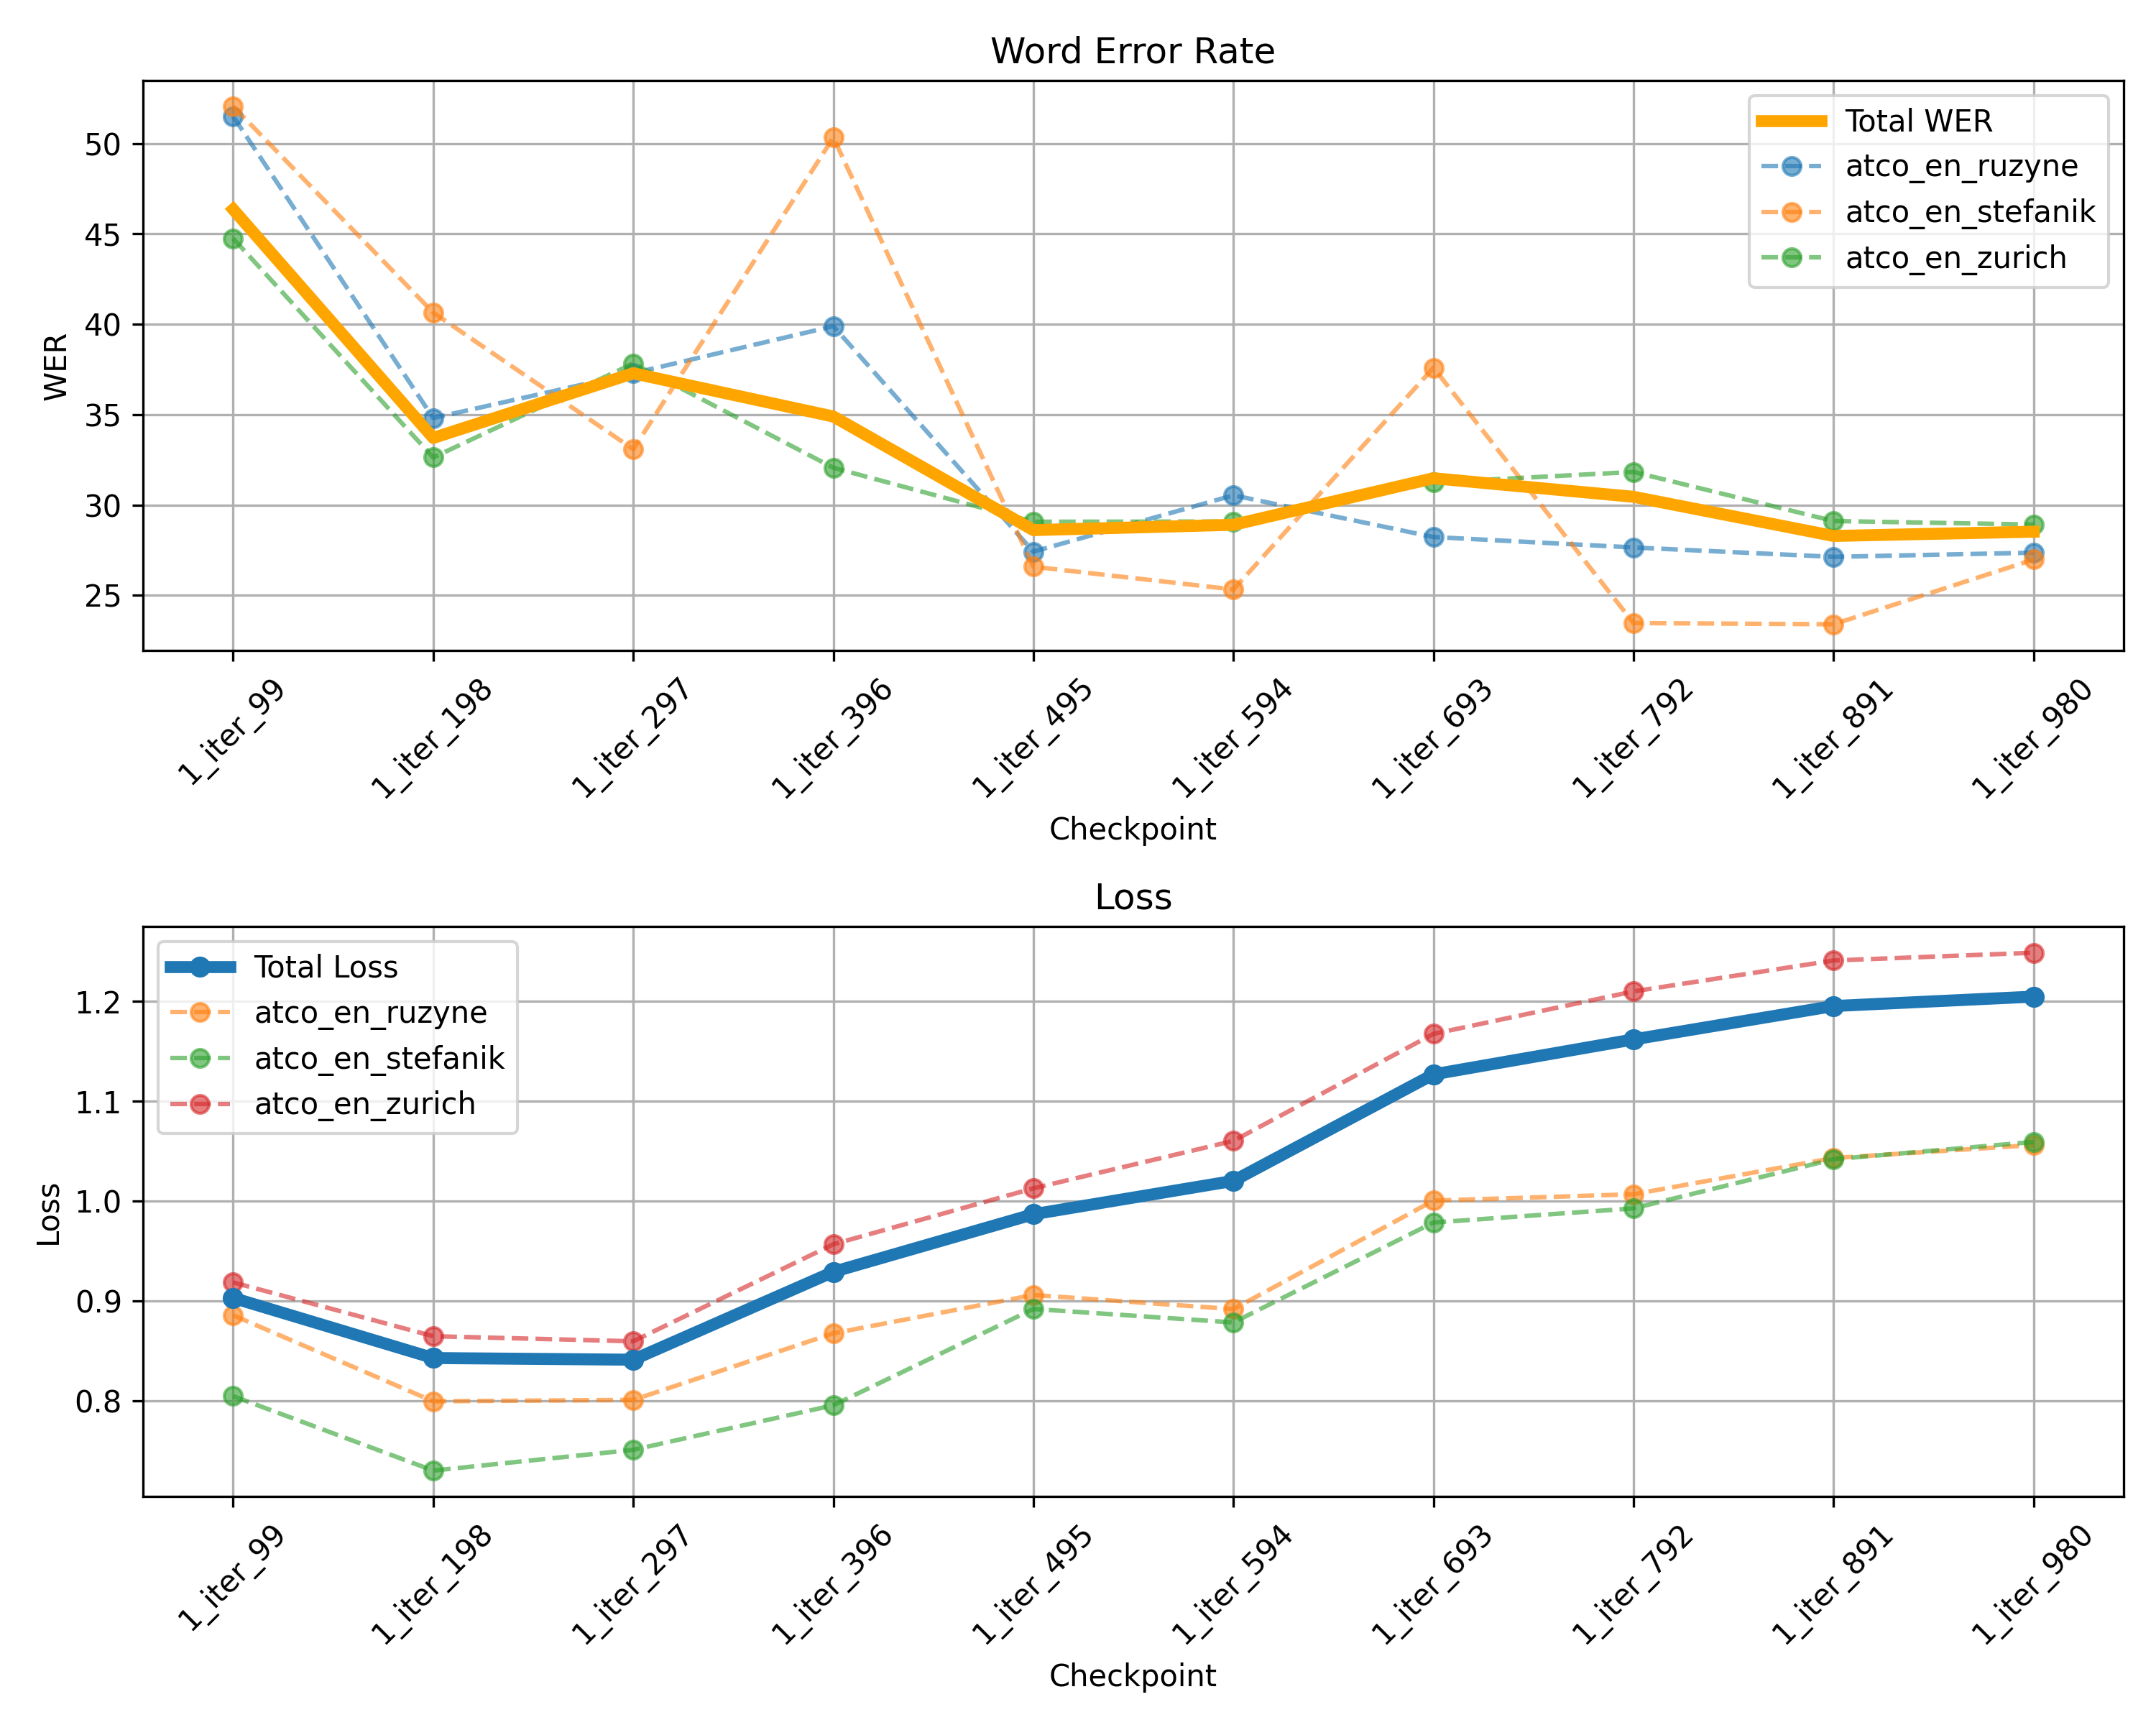 Word Error Rate
WER
50
45
40
35
30
25
Total WER
atco_en_ruzyne
atco_en_stefanik
atco_en_zurich
1_iter_99
1_iter_198
1_iter_297
1_iter_396
1_iter_495
1_iter_594
1_iter_693
1_iter_792
1_iter_891
1_iter_980
Checkpoint
Loss
Loss
1.2
1.1
1.0
0.9
0.8
Total Loss
atco_en_ruzyne
atco_en_stefanik
atco_en_zurich
1_iter_99
1_iter_198
1_iter_297
1_iter_396
1_iter_495
1_iter_594
1_iter_693
1_iter_792
1_iter_891
1_iter_980
Checkpoint